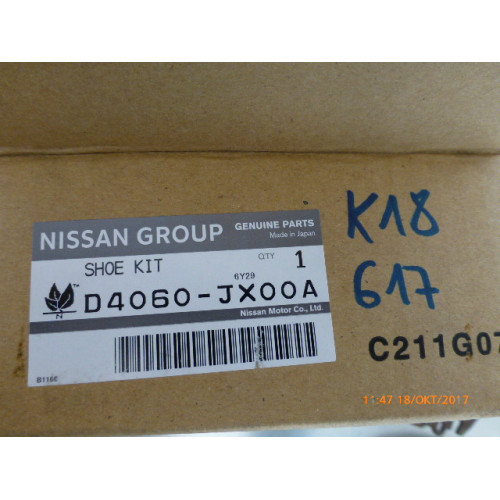 NISSAN GROUP
GENUINE PARTS
Made in Japan
SHOE KIT
QTY 1
6Y29
D4060-JX00A
N
Nissan Motor Co., Ltd.
B116E
K18
617
C211G07
11:47 18/OKT/2017